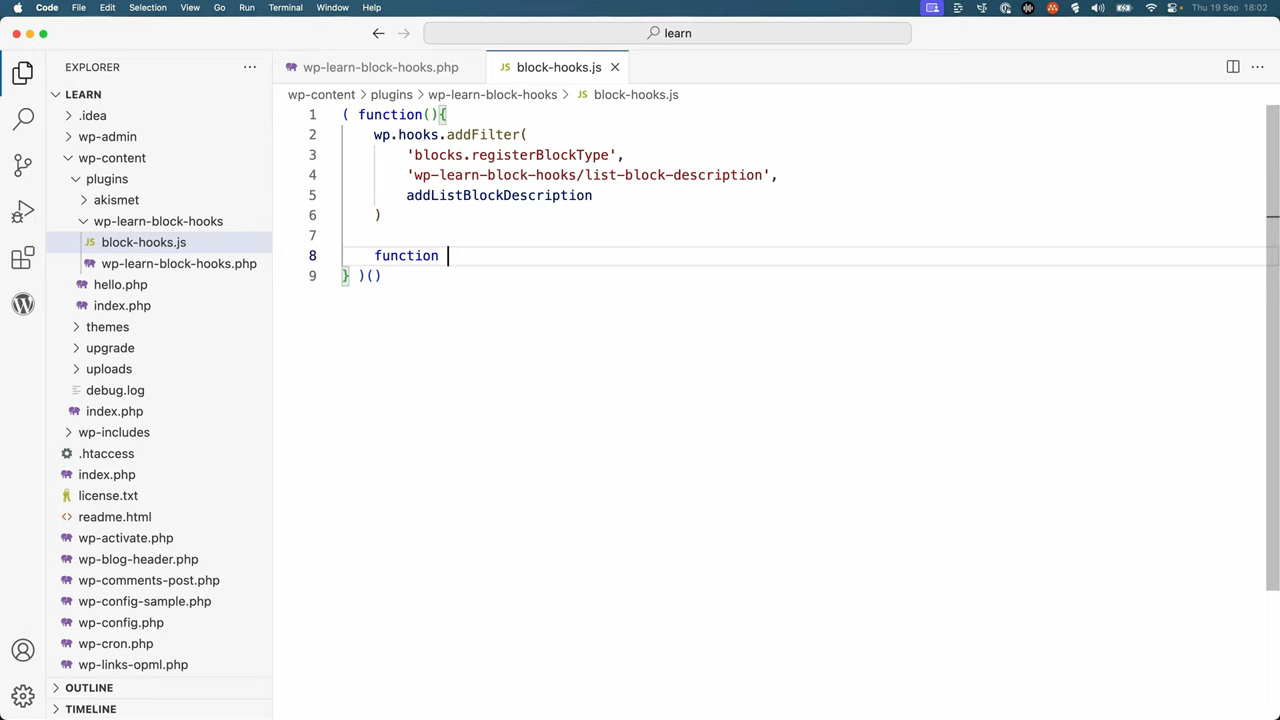 Code File Edit Selection View Go Run Terminal Window Help Thu 19 Sep 18:02
learn
EXPLORER
LEARN
.idea
wp-admin
wp-content
plugins
akismet
wp-learn-block-hooks
JS block-hooks.js
wp-learn-block-hooks.php
hello.php
index.php
themes
upgrade
uploads
debug.log
index.php
wp-includes
.htaccess
index.php
license.txt
readme.html
wp-activate.php
wp-blog-header.php
wp-comments-post.php
wp-config-sample.php
wp-config.php
wp-cron.php
wp-links-opml.php
OUTLINE
TIMELINE
wp-learn-block-hooks.php JS block-hooks.js
wp-content > plugins > wp-learn-block-hooks > JS block-hooks.js
1 ( function(){
2 wp.hooks.addFilter(
3 'blocks.registerBlockType',
4 'wp-learn-block-hooks/list-block-description',
5 addListBlockDescription
6 )
7
8 function
9 } )()